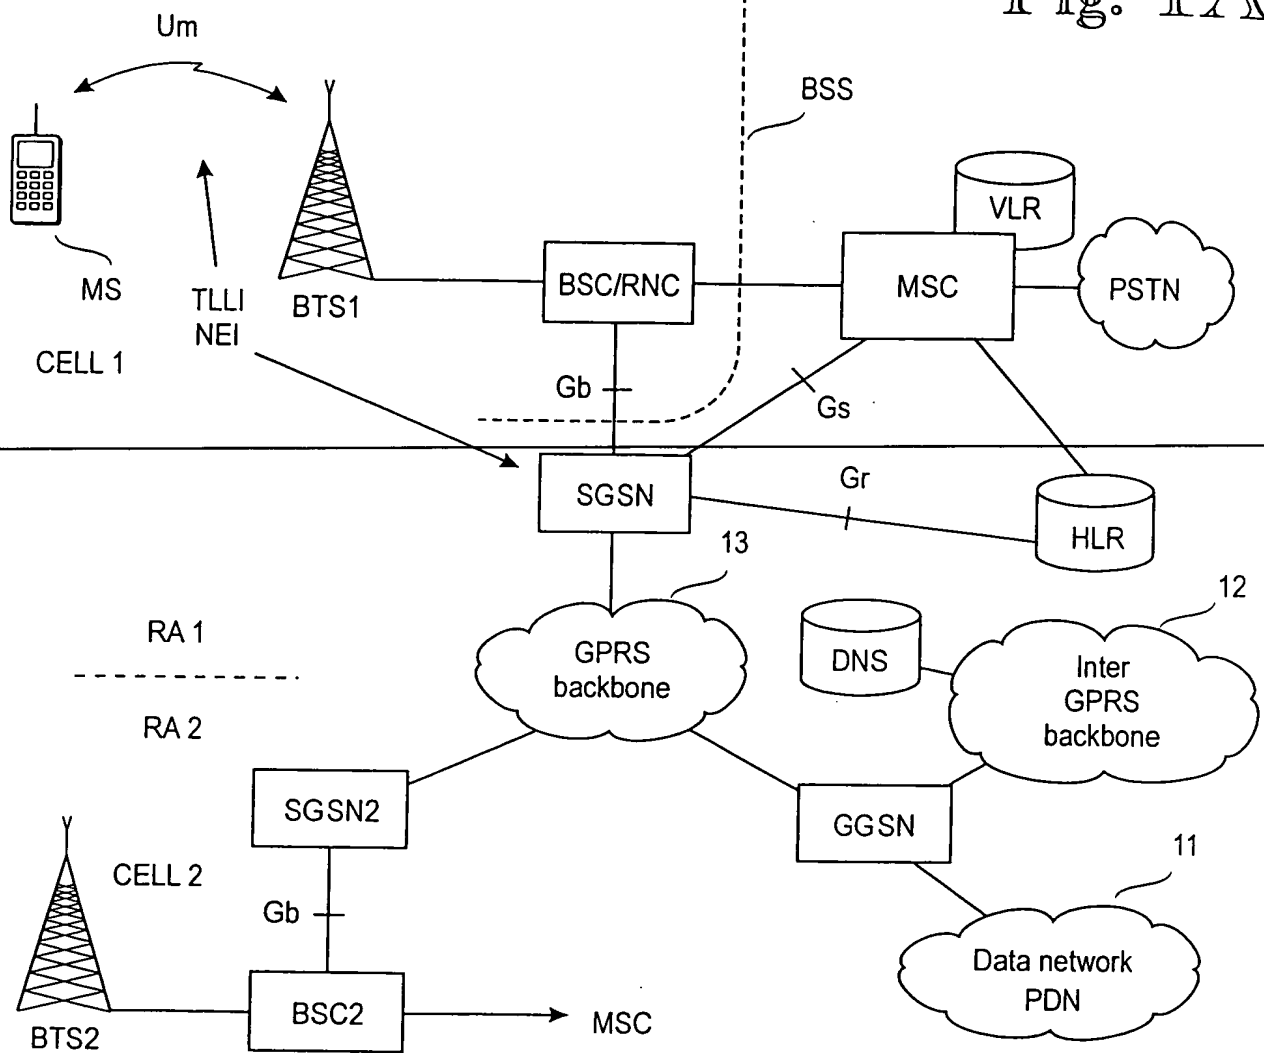 Fig. 1A
Um
BSS
VLR
MS
BTS1
BSC/RNC
MSC
PSTN
TLLI
NEI
CELL 1
Gb
Gs
SGSN
Gr
HLR
13
12
RA 1
GPRS
backbone
DNS
Inter
GPRS
backbone
RA 2
SGSN2
GGSN
11
CELL 2
Gb
Data network
PDN
BSC2
MSC
BTS2